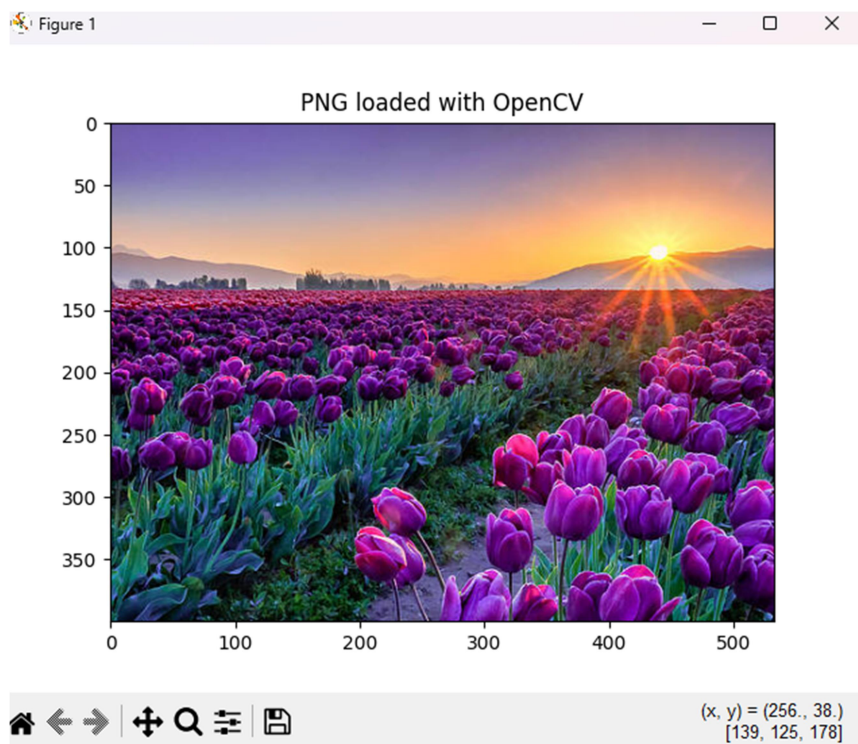 Figure 1
PNG loaded with OpenCV
0
50
100
150
200
250
300
350
0 100 200 300 400 500
(x, y) = (256., 38.)
[139, 125, 178]